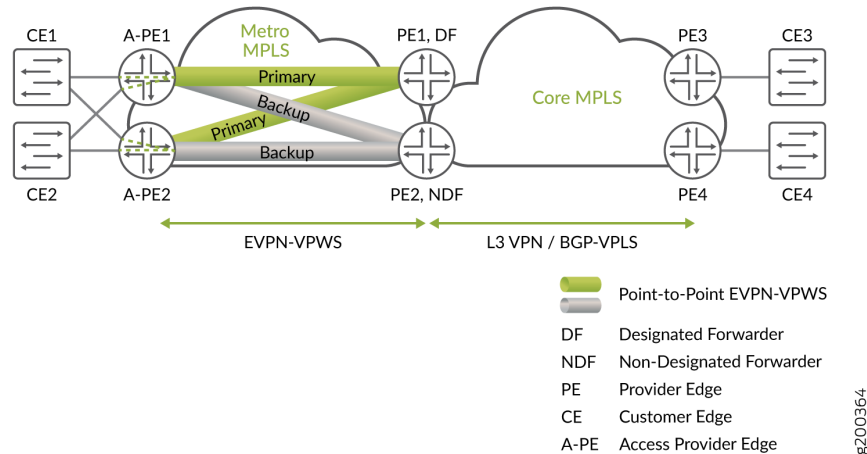 CE1
A-PE1
Metro
MPLS
PE1, DF
PE3
CE3
Primary
Backup
Core MPLS
Primary
Backup
CE2
A-PE2
PE2, NDF
PE4
CE4
EVPN-VPWS
L3 VPN / BGP-VPLS
Point-to-Point EVPN-VPWS
DF Designated Forwarder
NDF Non-Designated Forwarder
PE Provider Edge
CE Customer Edge
A-PE Access Provider Edge
g200364